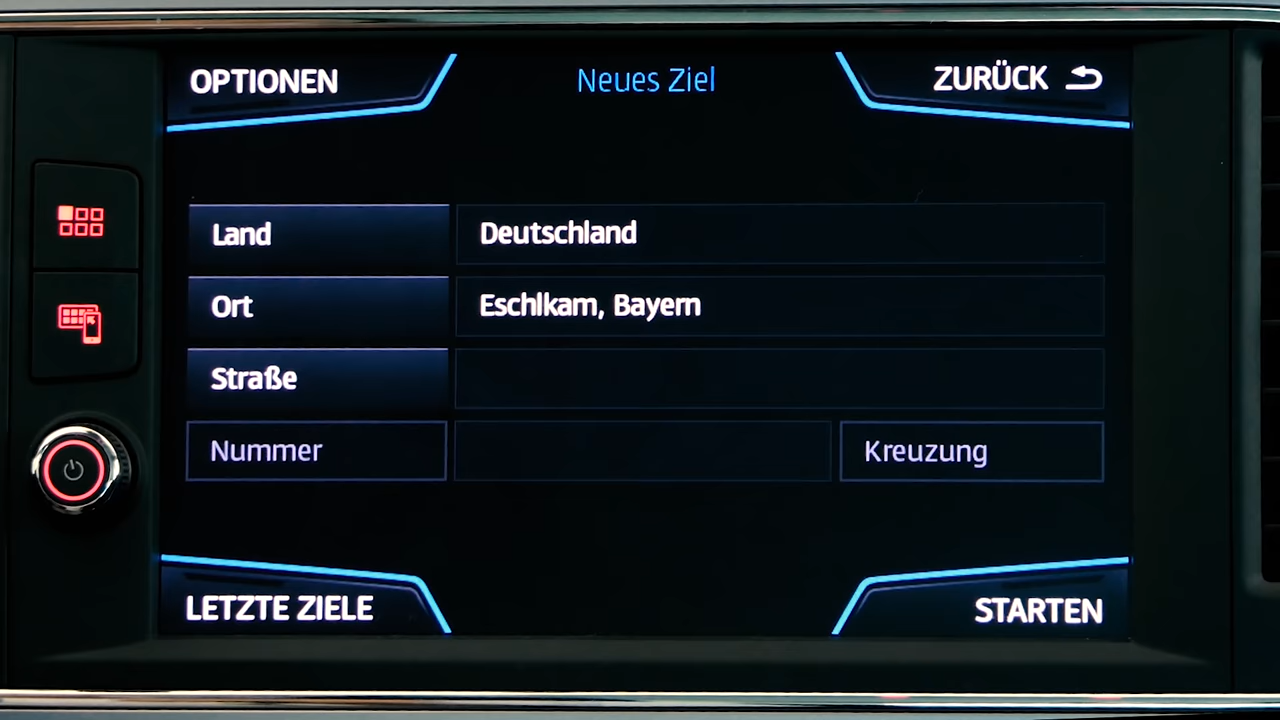 OPTIONEN
Neues Ziel
ZURÜCK
Land
Deutschland
Ort
Eschlkam, Bayern
Straße
Nummer
Kreuzung
LETZTE ZIELE
STARTEN